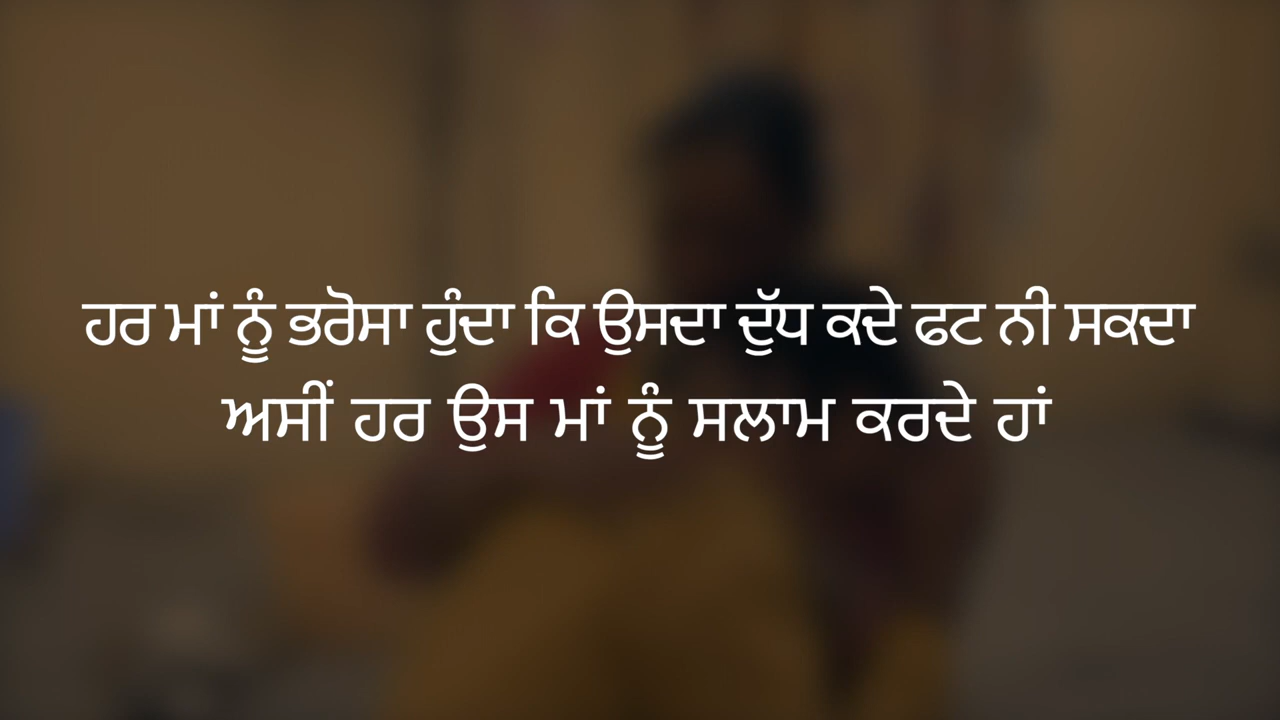 ਹਰ ਮਾਂ ਨੂੰ ਭਰੋਸਾ ਹੁੰਦਾ ਕਿ ਉਸਦਾ ਦੁੱਧ ਕਦੇ ਫਟ ਨੀ ਸਕਦਾ
ਅਸੀਂ ਹਰ ਉਸ ਮਾਂ ਨੂੰ ਸਲਾਮ ਕਰਦੇ ਹਾਂ